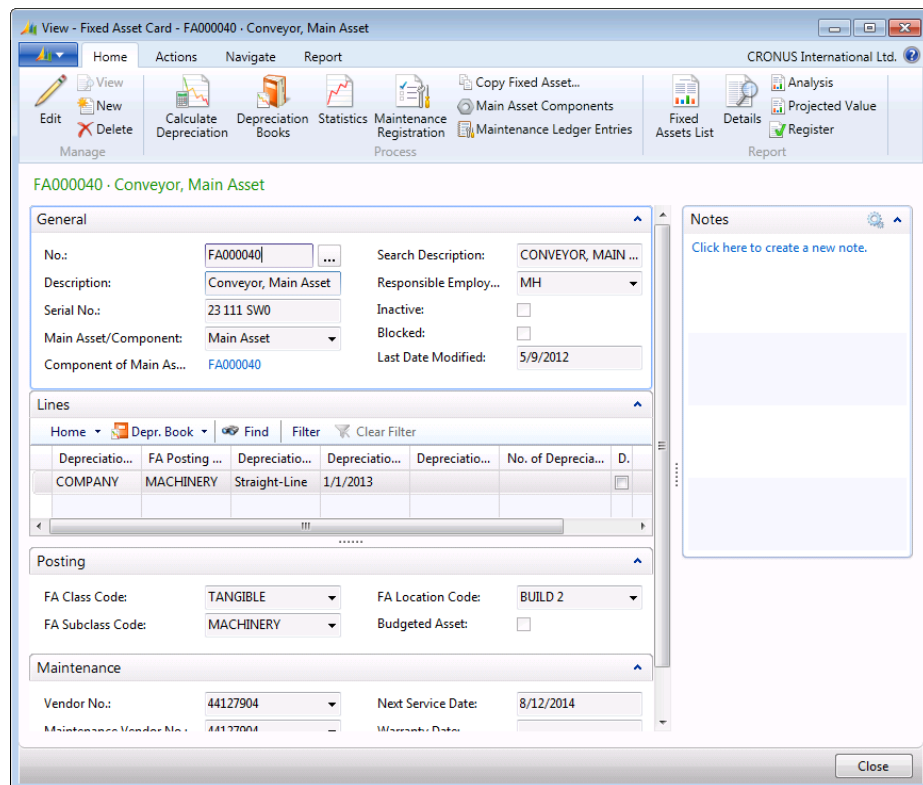 View - Fixed Asset Card - FA000040 · Conveyor, Main Asset
Home Actions Navigate Report CRONUS International Ltd.
Edit
View
New
Delete
Manage
Calculate Depreciation
Depreciation Books
Statistics
Maintenance Registration
Copy Fixed Asset...
Main Asset Components
Maintenance Ledger Entries
Process
Fixed Assets List
Details
Analysis
Projected Value
Register
Report
FA000040 · Conveyor, Main Asset
General
No.: FA000040 ...
Description: Conveyor, Main Asset
Serial No.: 23 111 SW0
Main Asset/Component: Main Asset
Component of Main As... FA000040
Search Description: CONVEYOR, MAIN ...
Responsible Employ... MH
Inactive:
Blocked:
Last Date Modified: 5/9/2012
Lines
Home Depr. Book Find Filter Clear Filter
Depreciatio... FA Posting ... Depreciatio... Depreciatio... Depreciatio... No. of Deprecia... D.
COMPANY MACHINERY Straight-Line 1/1/2013
Posting
FA Class Code: TANGIBLE
FA Subclass Code: MACHINERY
FA Location Code: BUILD 2
Budgeted Asset:
Maintenance
Vendor No.: 44127904
Maintenance Vendor No.: 44127904
Next Service Date: 8/12/2014
Warranty Date:
Notes
Click here to create a new note.
Close